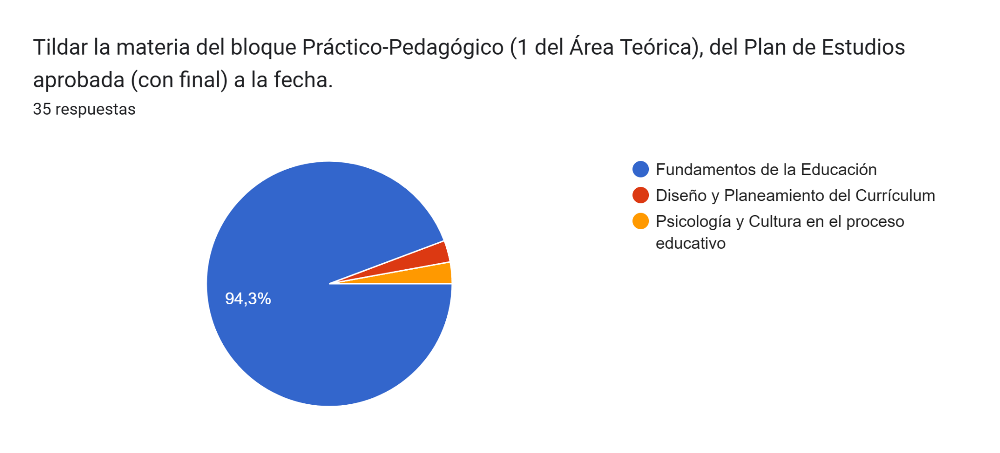 Tildar la materia del bloque Práctico-Pedagógico (1 del Área Teórica), del Plan de Estudios
aprobada (con final) a la fecha.
35 respuestas
Fundamentos de la Educación
Diseño y Planeamiento del Currículum
Psicología y Cultura en el proceso
educativo
94,3%